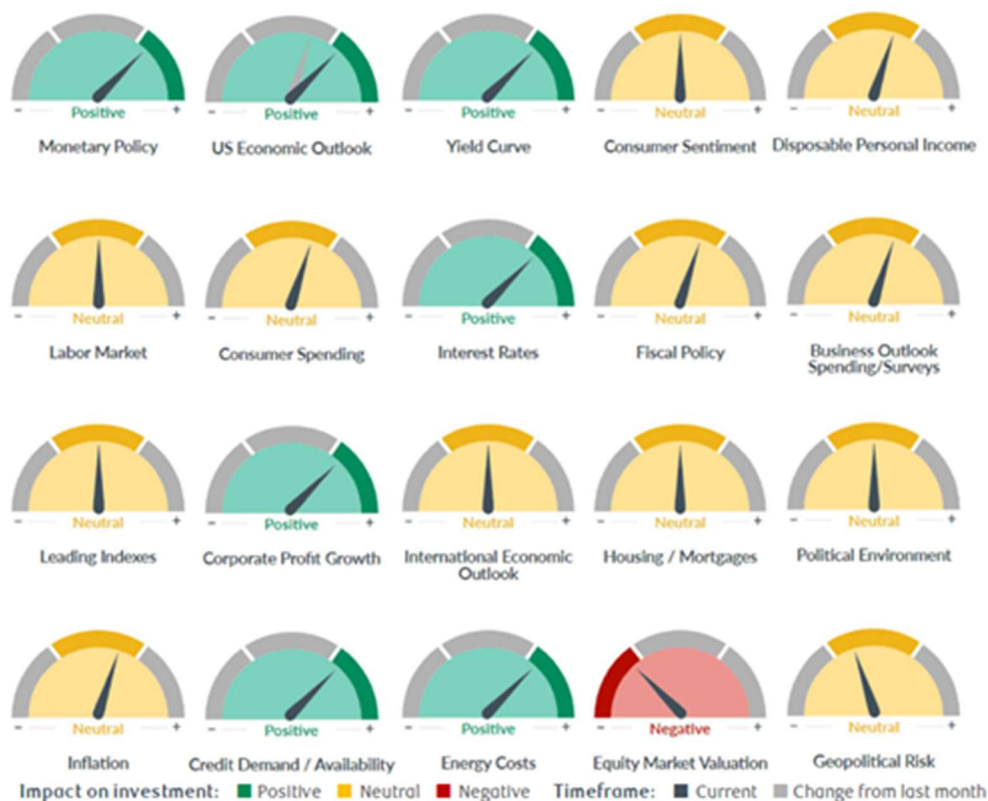 - Positive +
- Positive +
- Positive +
- Neutral +
- Neutral +
Monetary Policy
US Economic Outlook
Yield Curve
Consumer Sentiment
Disposable Personal Income
- Neutral +
- Neutral +
- Positive +
- Neutral +
- Neutral +
Labor Market
Consumer Spending
Interest Rates
Fiscal Policy
Business Outlook
Spending/Surveys
- Neutral +
- Positive +
- Neutral +
- Neutral +
- Neutral +
Leading Indexes
Corporate Profit Growth
International Economic
Outlook
Housing / Mortgages
Political Environment
- Neutral +
- Positive +
- Positive +
- Negative +
- Neutral +
Inflation
Credit Demand / Availability
Energy Costs
Equity Market Valuation
Geopolitical Risk
Impact on investment: Positive Neutral Negative Timeframe: Current Change from last month